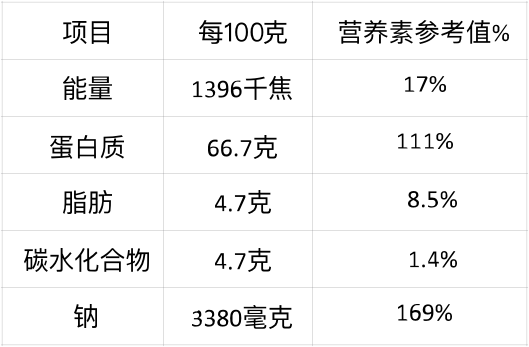 项目 每100克 营养素参考值%
能量 1396千焦 17%
蛋白质 66.7克 111%
脂肪 4.7克 8.5%
碳水化合物 4.7克 1.4%
钠 3380毫克 169%